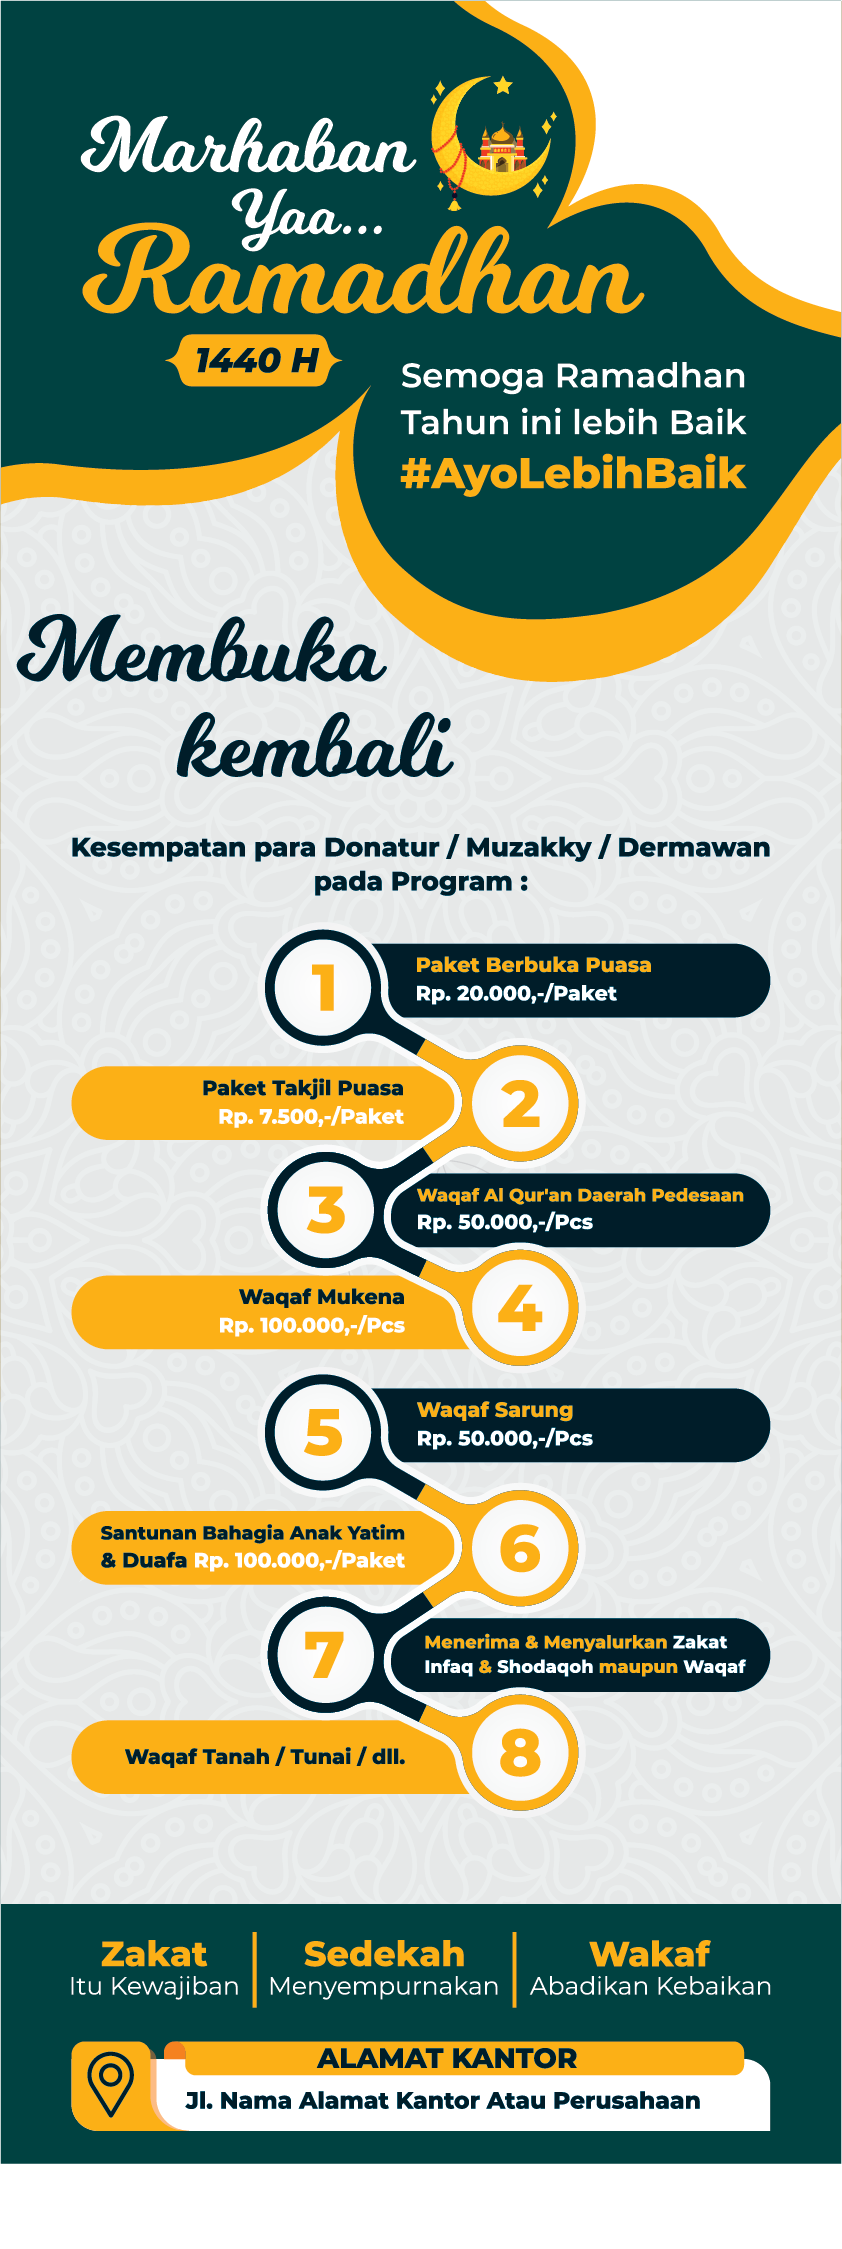 Marhaban
Yaa...
Ramadhan
1440 H
Semoga Ramadhan
Tahun ini lebih Baik
#AyoLebihBaik
Membuka
kembali
Kesempatan para Donatur / Muzakky / Dermawan
pada Program :
1
Paket Berbuka Puasa
Rp. 20.000,-/Paket
2
Paket Takjil Puasa
Rp. 7.500,-/Paket
3
Waqaf Al Qur'an Daerah Pedesaan
Rp. 50.000,-/Pcs
4
Waqaf Mukena
Rp. 100.000,-/Pcs
5
Waqaf Sarung
Rp. 50.000,-/Pcs
6
Santunan Bahagia Anak Yatim
& Duafa Rp. 100.000,-/Paket
7
Menerima & Menyalurkan Zakat
Infaq & Shodaqoh maupun Waqaf
8
Waqaf Tanah / Tunai / dll.
Zakat
Itu Kewajiban
Sedekah
Menyempurnakan
Wakaf
Abadikan Kebaikan
ALAMAT KANTOR
Jl. Nama Alamat Kantor Atau Perusahaan